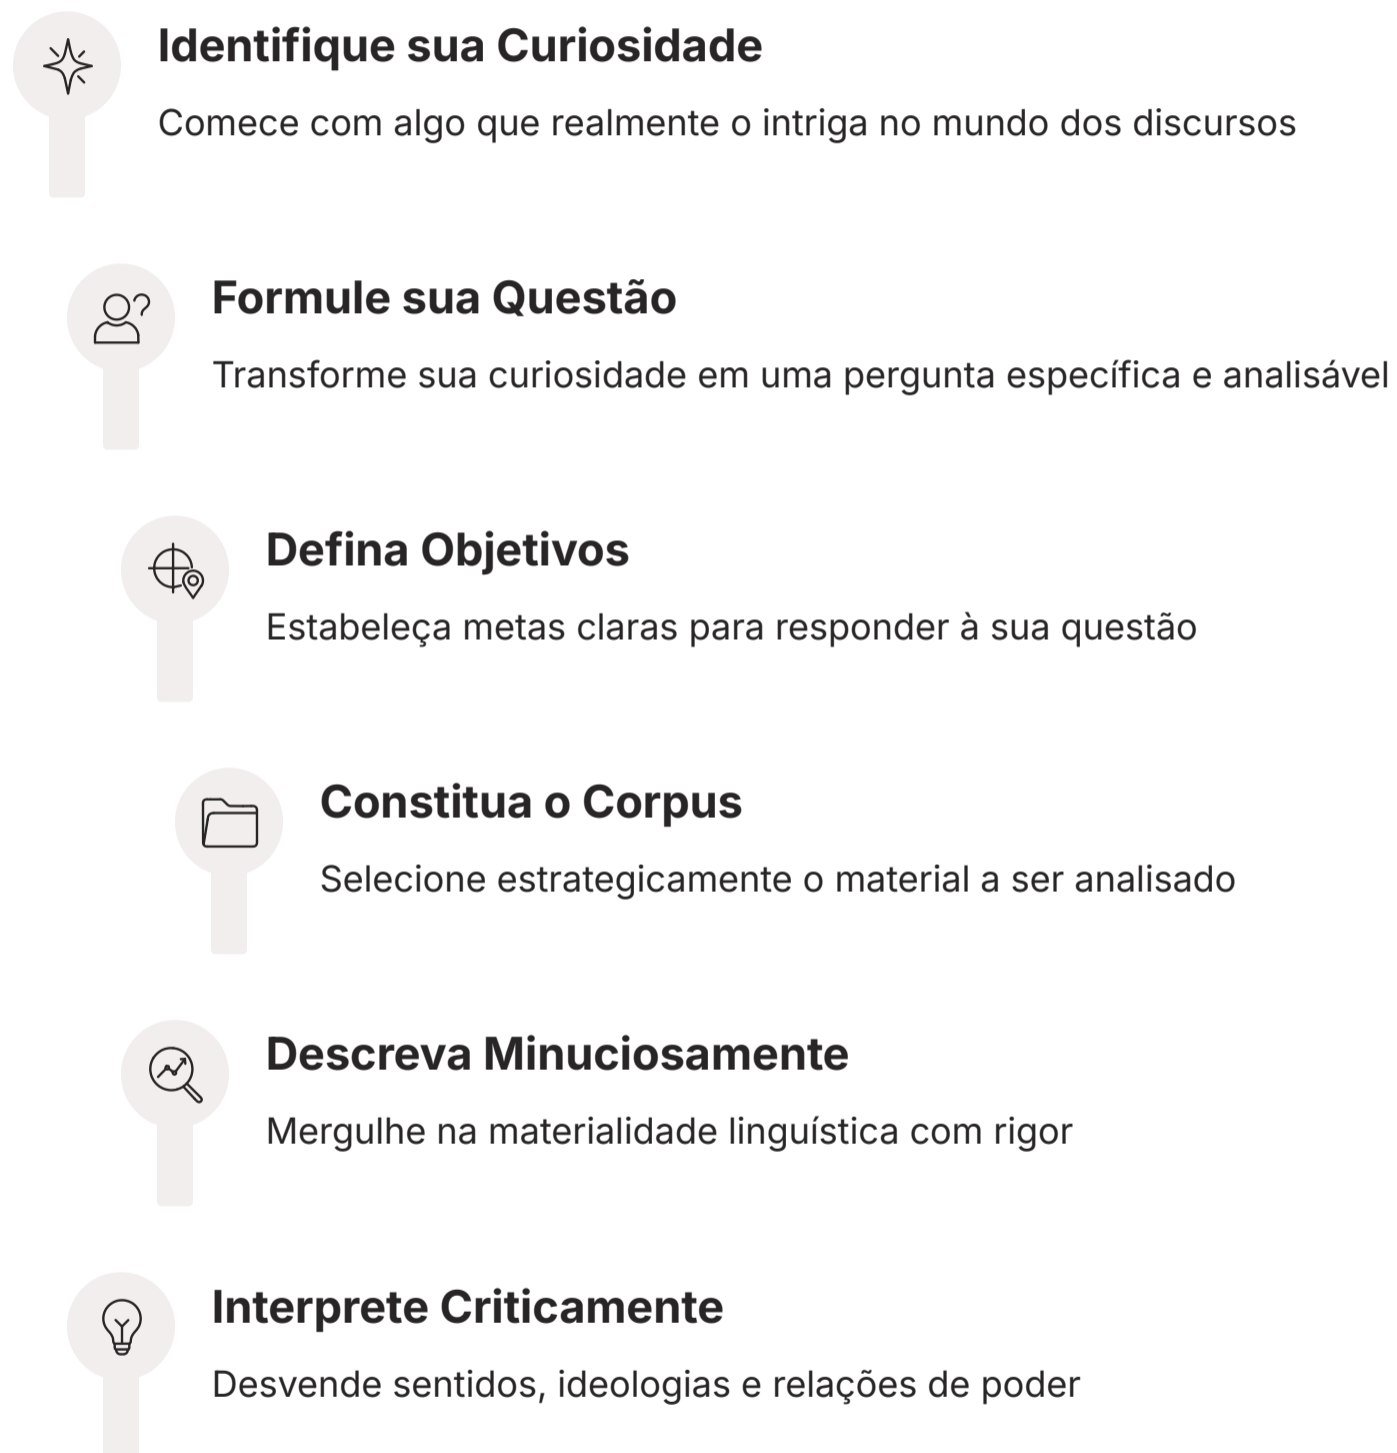 Identifique sua Curiosidade
Comece com algo que realmente o intriga no mundo dos discursos
Formule sua Questão
Transforme sua curiosidade em uma pergunta específica e analisável
Defina Objetivos
Estabeleça metas claras para responder à sua questão
Constitua o Corpus
Selecione estrategicamente o material a ser analisado
Descreva Minuciosamente
Mergulhe na materialidade linguística com rigor
Interprete Criticamente
Desvende sentidos, ideologias e relações de poder